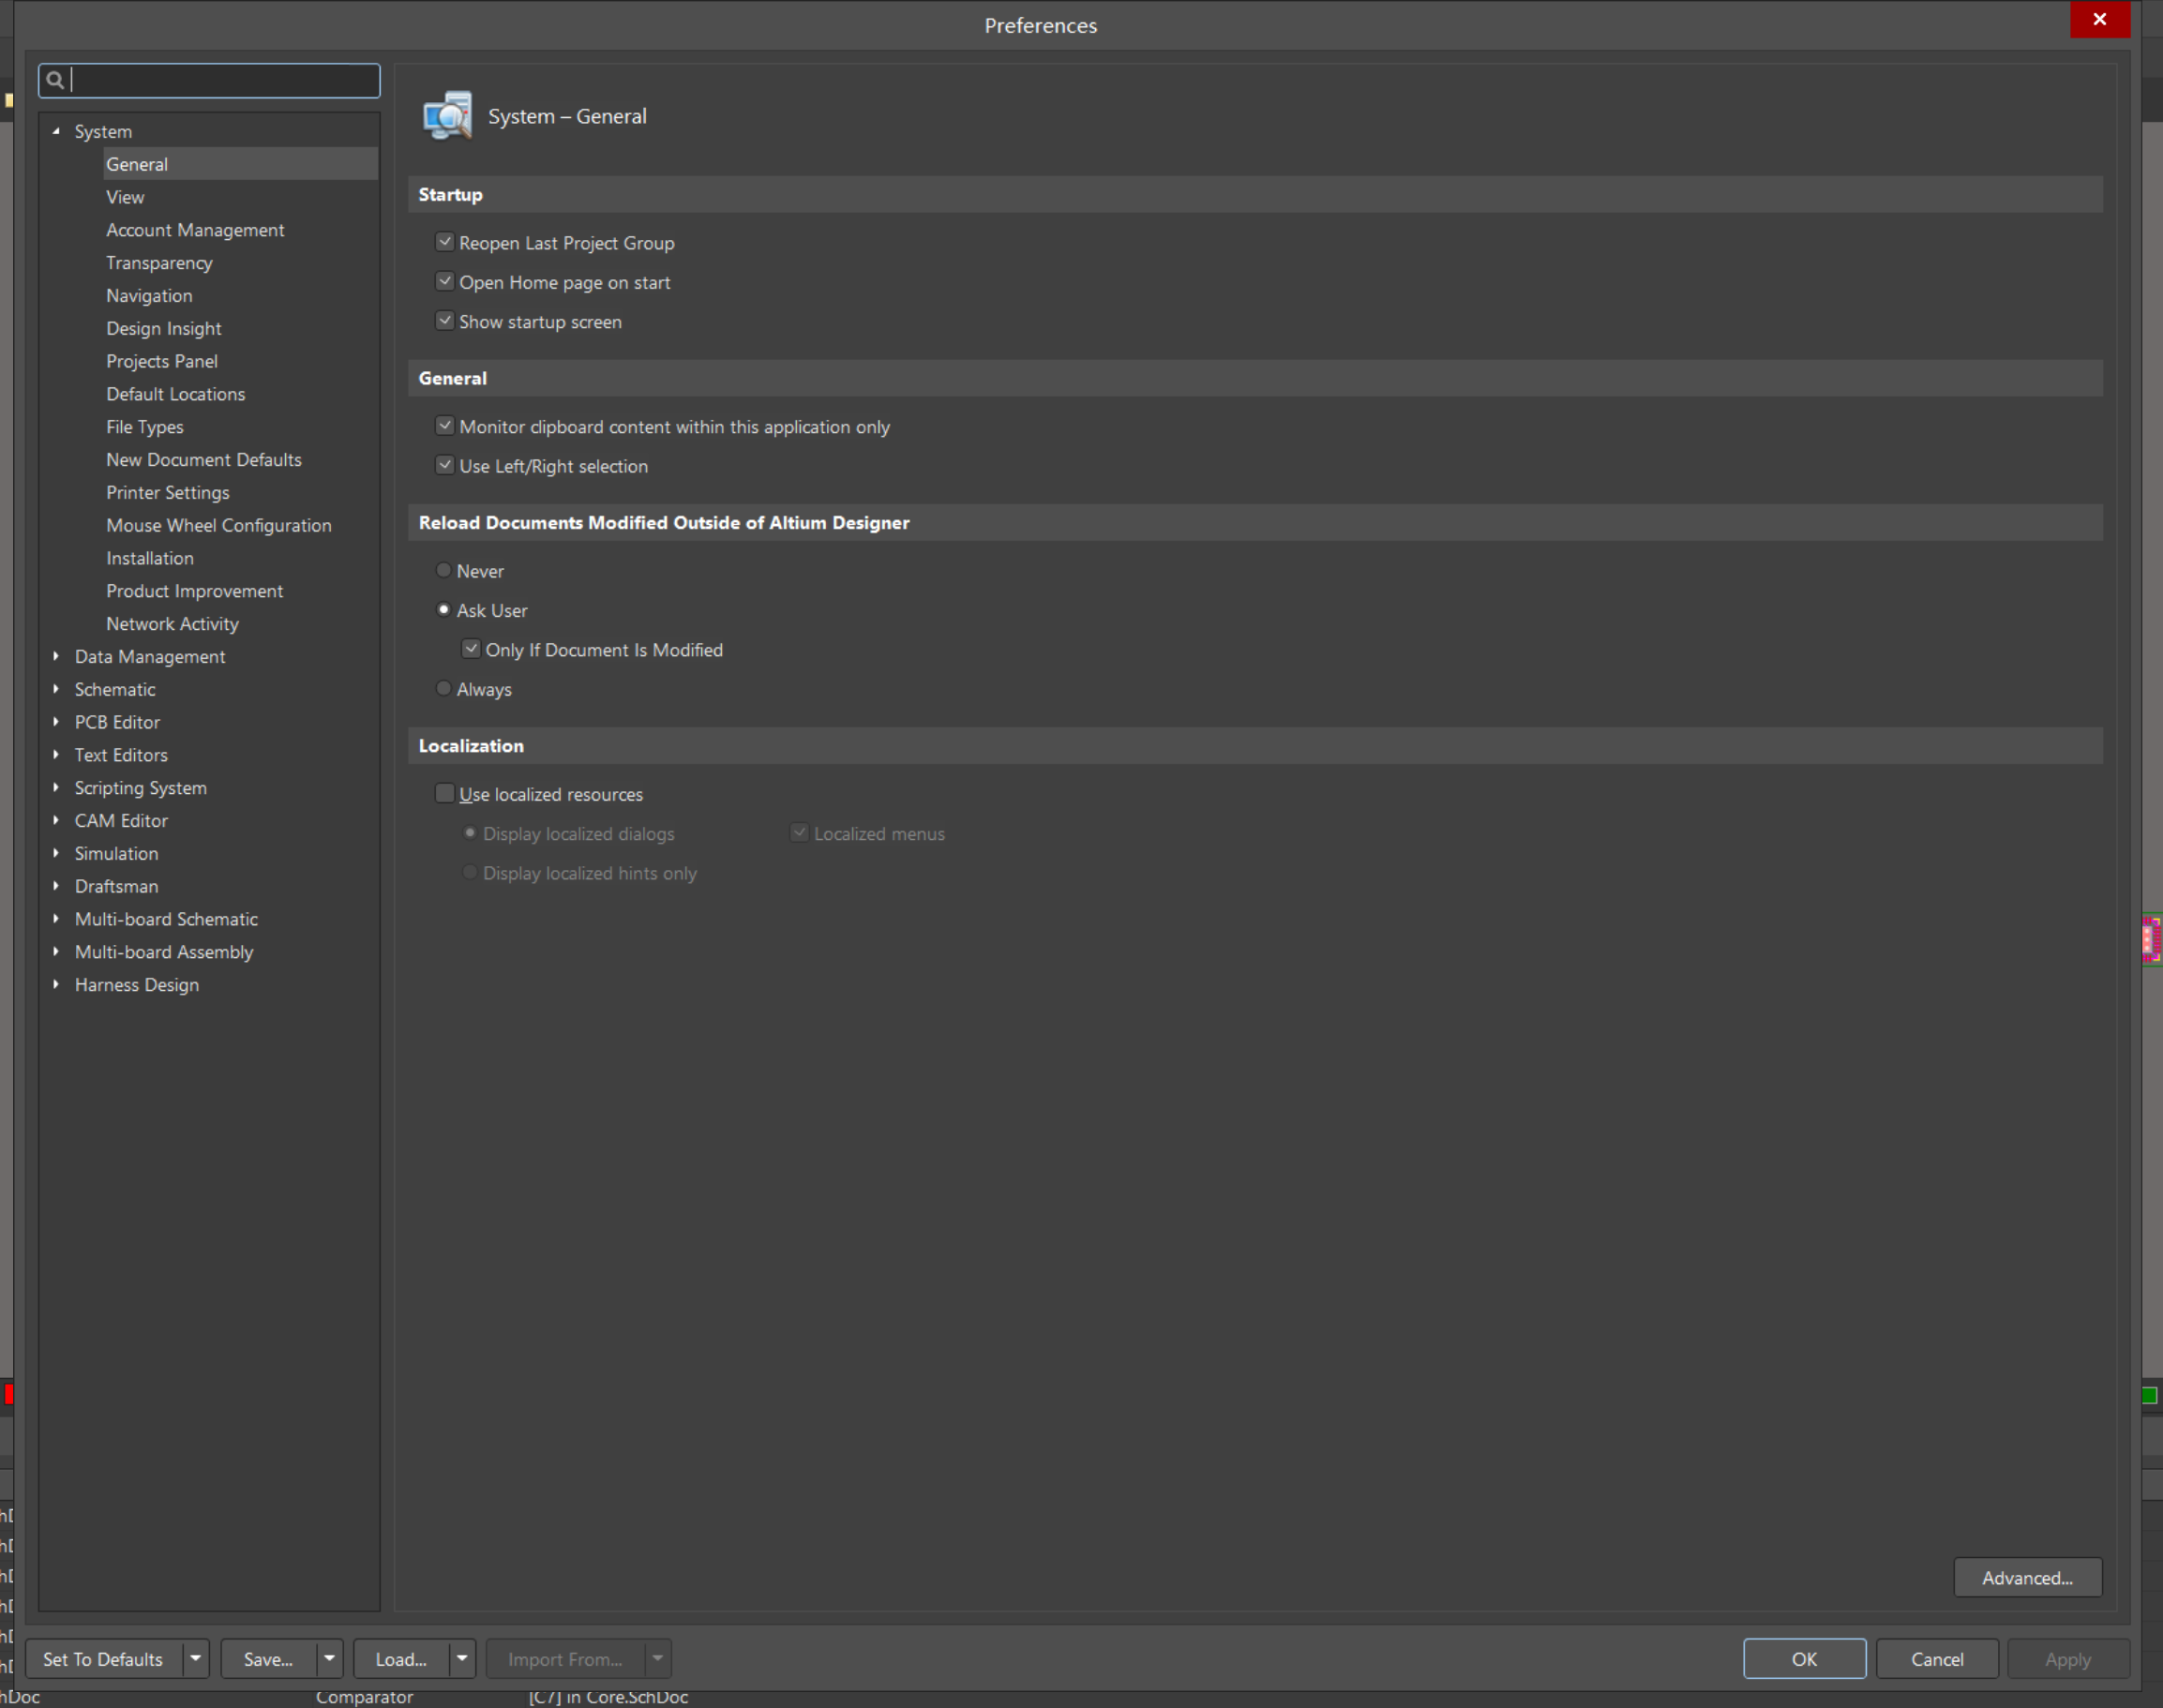 Preferences
System
General
View
Account Management
Transparency
Navigation
Design Insight
Projects Panel
Default Locations
File Types
New Document Defaults
Printer Settings
Mouse Wheel Configuration
Installation
Product Improvement
Network Activity
Data Management
Schematic
PCB Editor
Text Editors
Scripting System
CAM Editor
Simulation
Draftsman
Multi-board Schematic
Multi-board Assembly
Harness Design
System – General
Startup
Reopen Last Project Group
Open Home page on start
Show startup screen
General
Monitor clipboard content within this application only
Use Left/Right selection
Reload Documents Modified Outside of Altium Designer
Never
Ask User
Only If Document Is Modified
Always
Localization
Use localized resources
Display localized dialogs Localized menus
Display localized hints only
Advanced...
Set To Defaults Save... Load... Import From... OK Cancel Apply
hDoc Comparator [C7] in Core.SchDoc